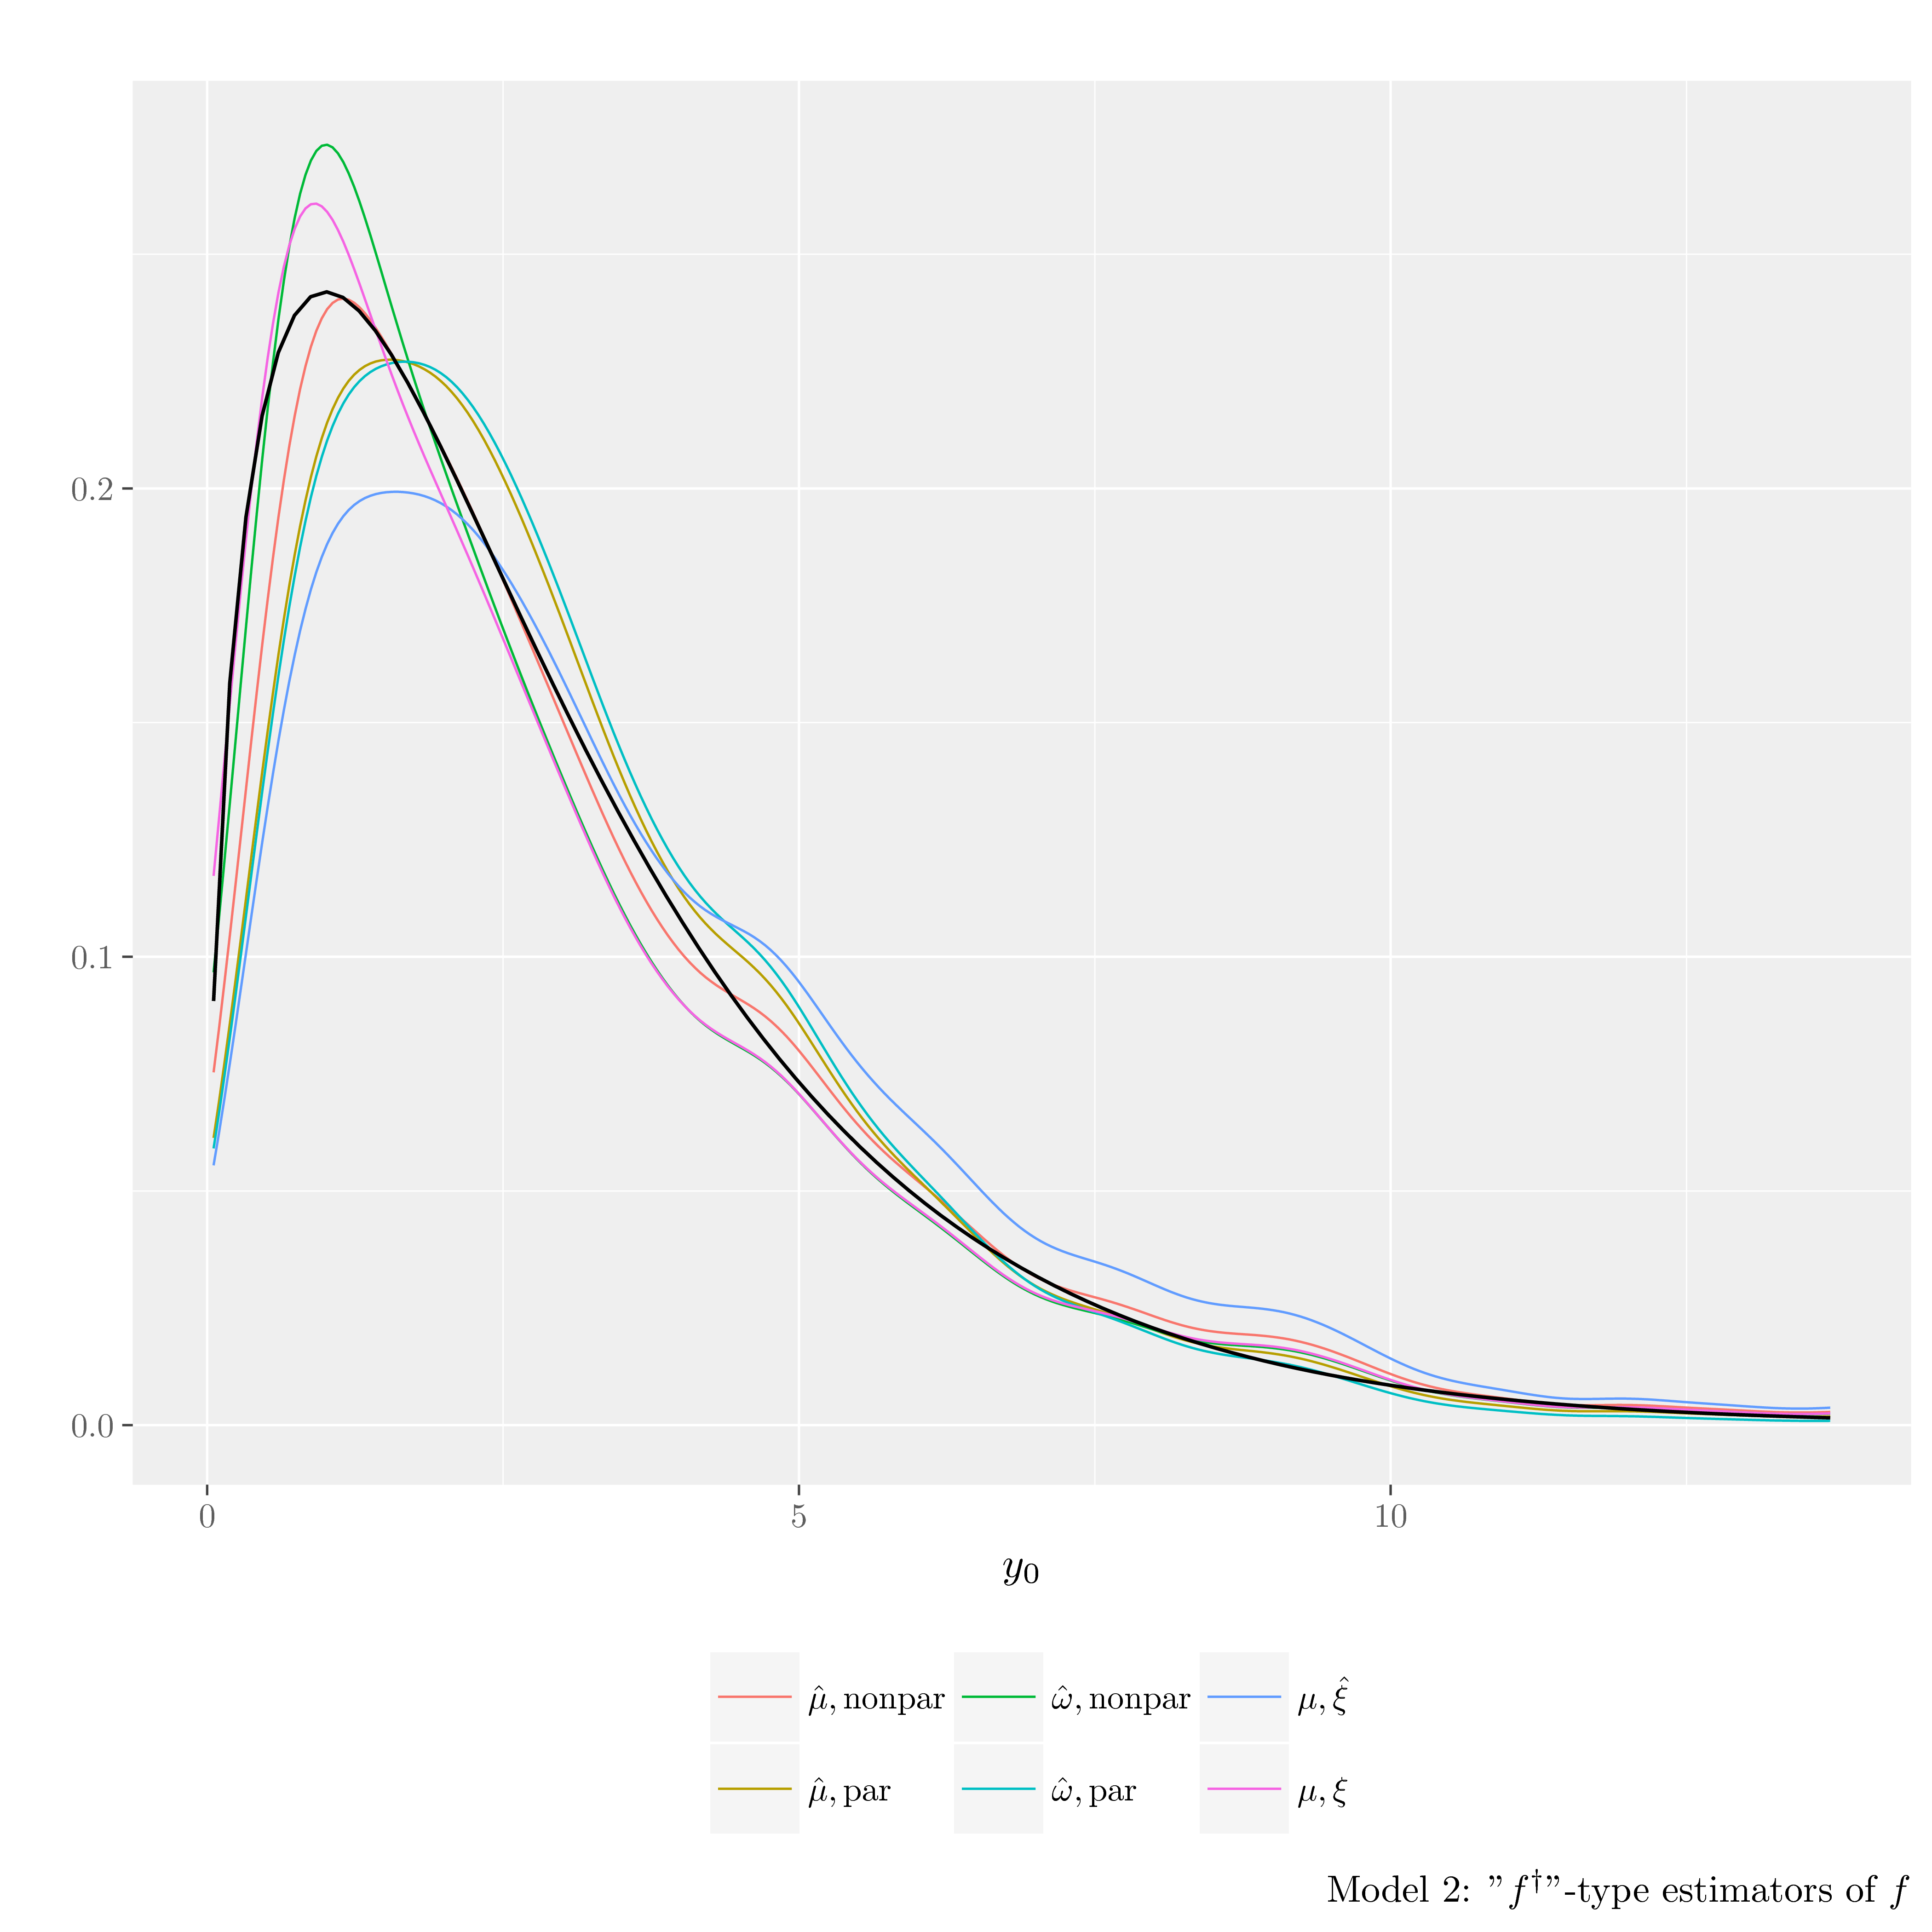 0.2
0.1
0.0
0 5 10
y₀
μ̂, nonpar ω̂, nonpar μ, ξ̂
μ̂, par ω̂, par μ, ξ
Model 2: ”f†”-type estimators of f